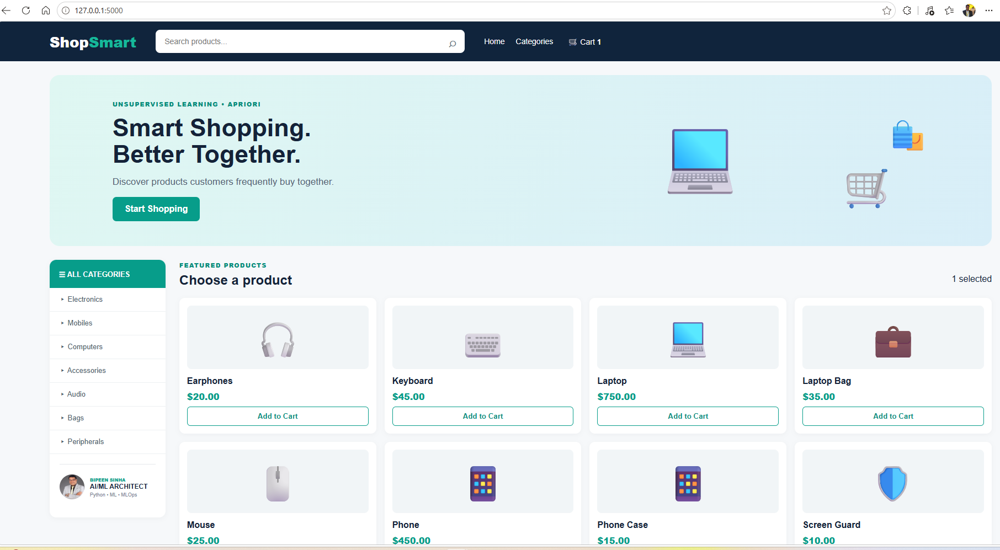 127.0.0.1:5000
ShopSmart
Search products...
Home
Categories
Cart 1
UNSUPERVISED LEARNING • APRIORI
Smart Shopping.
Better Together.
Discover products customers frequently buy together.
Start Shopping
☰ ALL CATEGORIES
‣ Electronics
‣ Mobiles
‣ Computers
‣ Accessories
‣ Audio
‣ Bags
‣ Peripherals
BIPEEN SINHA
AI/ML ARCHITECT
Python • ML • MLOps
FEATURED PRODUCTS
Choose a product
1 selected
Earphones
$20.00
Add to Cart
Keyboard
$45.00
Add to Cart
Laptop
$750.00
Add to Cart
Laptop Bag
$35.00
Add to Cart
Mouse
$25.00
Phone
$450.00
Phone Case
$15.00
Screen Guard
$10.00